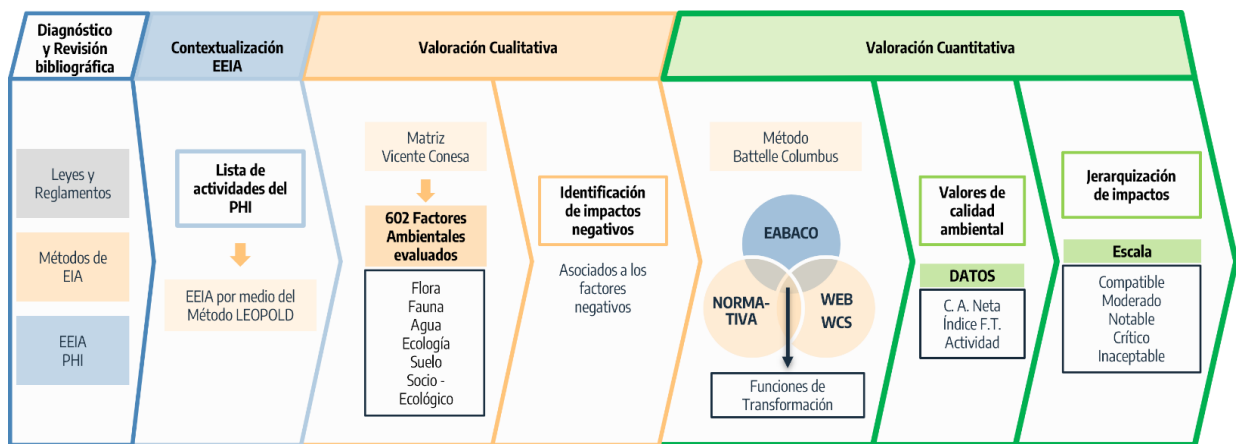 Diagnóstico
y Revisión
bibliográfica
Contextualización
EEIA
Valoración Cualitativa
Valoración Cuantitativa
Leyes y
Reglamentos
Métodos de
EIA
EEIA
PHI
Lista de
actividades del
PHI
EEIA por medio del
Método LEOPOLD
Matriz
Vicente Conesa
602 Factores
Ambientales
evaluados
Flora
Fauna
Agua
Ecología
Suelo
Socio -
Ecológico
Identificación
de impactos
negativos
Asociados a los
factores
negativos
Método
Battelle Columbus
EABACO
NORMA-
TIVA
WEB
WCS
Funciones de
Transformación
Valores de
calidad
ambiental
DATOS
C. A. Neta
Índice F.T.
Actividad
Jerarquización
de impactos
Escala
Compatible
Moderado
Notable
Crítico
Inaceptable